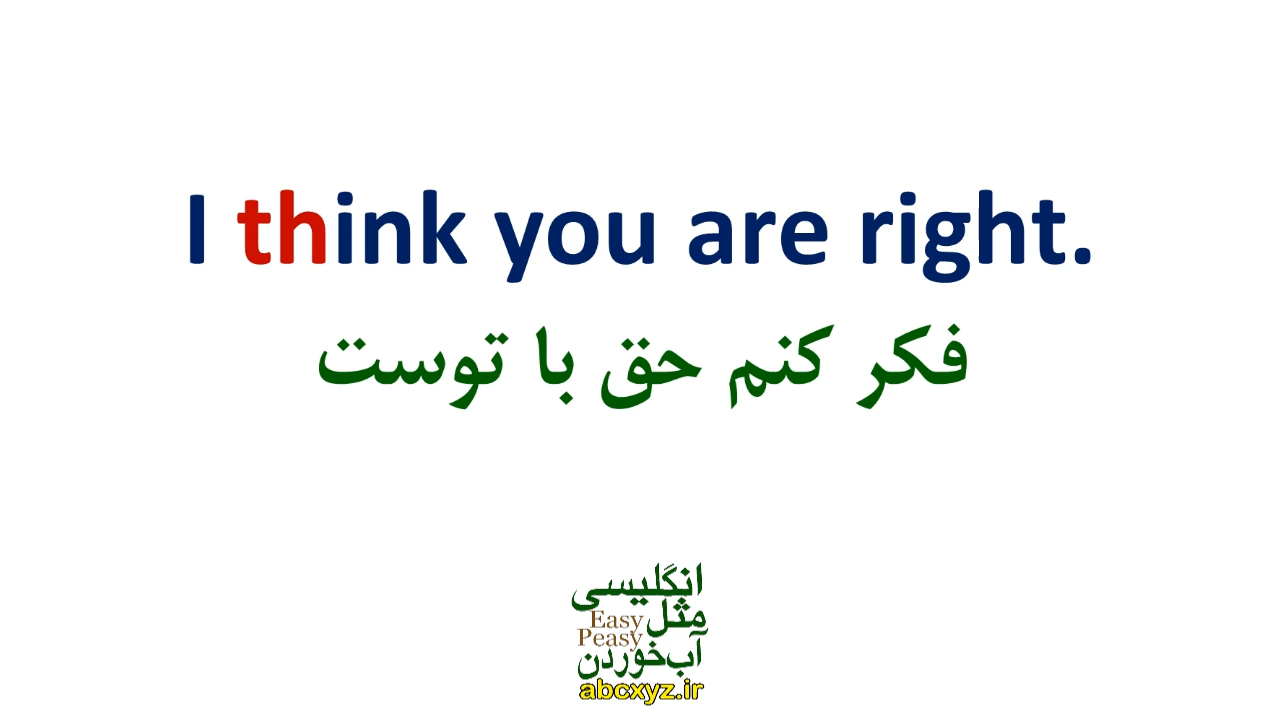 I think you are right.
فکر کنم حق با توست
انگلیسی
مثل
Easy
Peasy
آب‌خوردن
abcxyz.ir